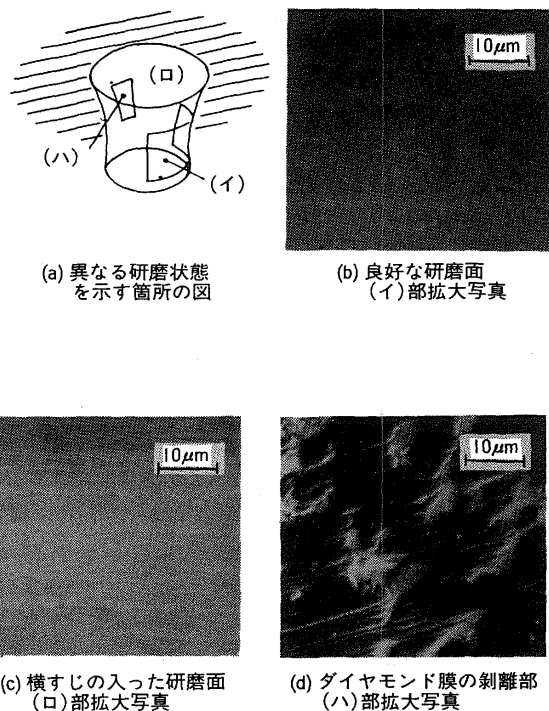 (ロ)
(ハ)
(イ)
(a) 異なる研磨状態
を示す箇所の図
10μm
(b) 良好な研磨面
(イ)部拡大写真
10μm
(c) 横すじの入った研磨面
(ロ)部拡大写真
10μm
(d) ダイヤモンド膜の剝離部
(ハ)部拡大写真